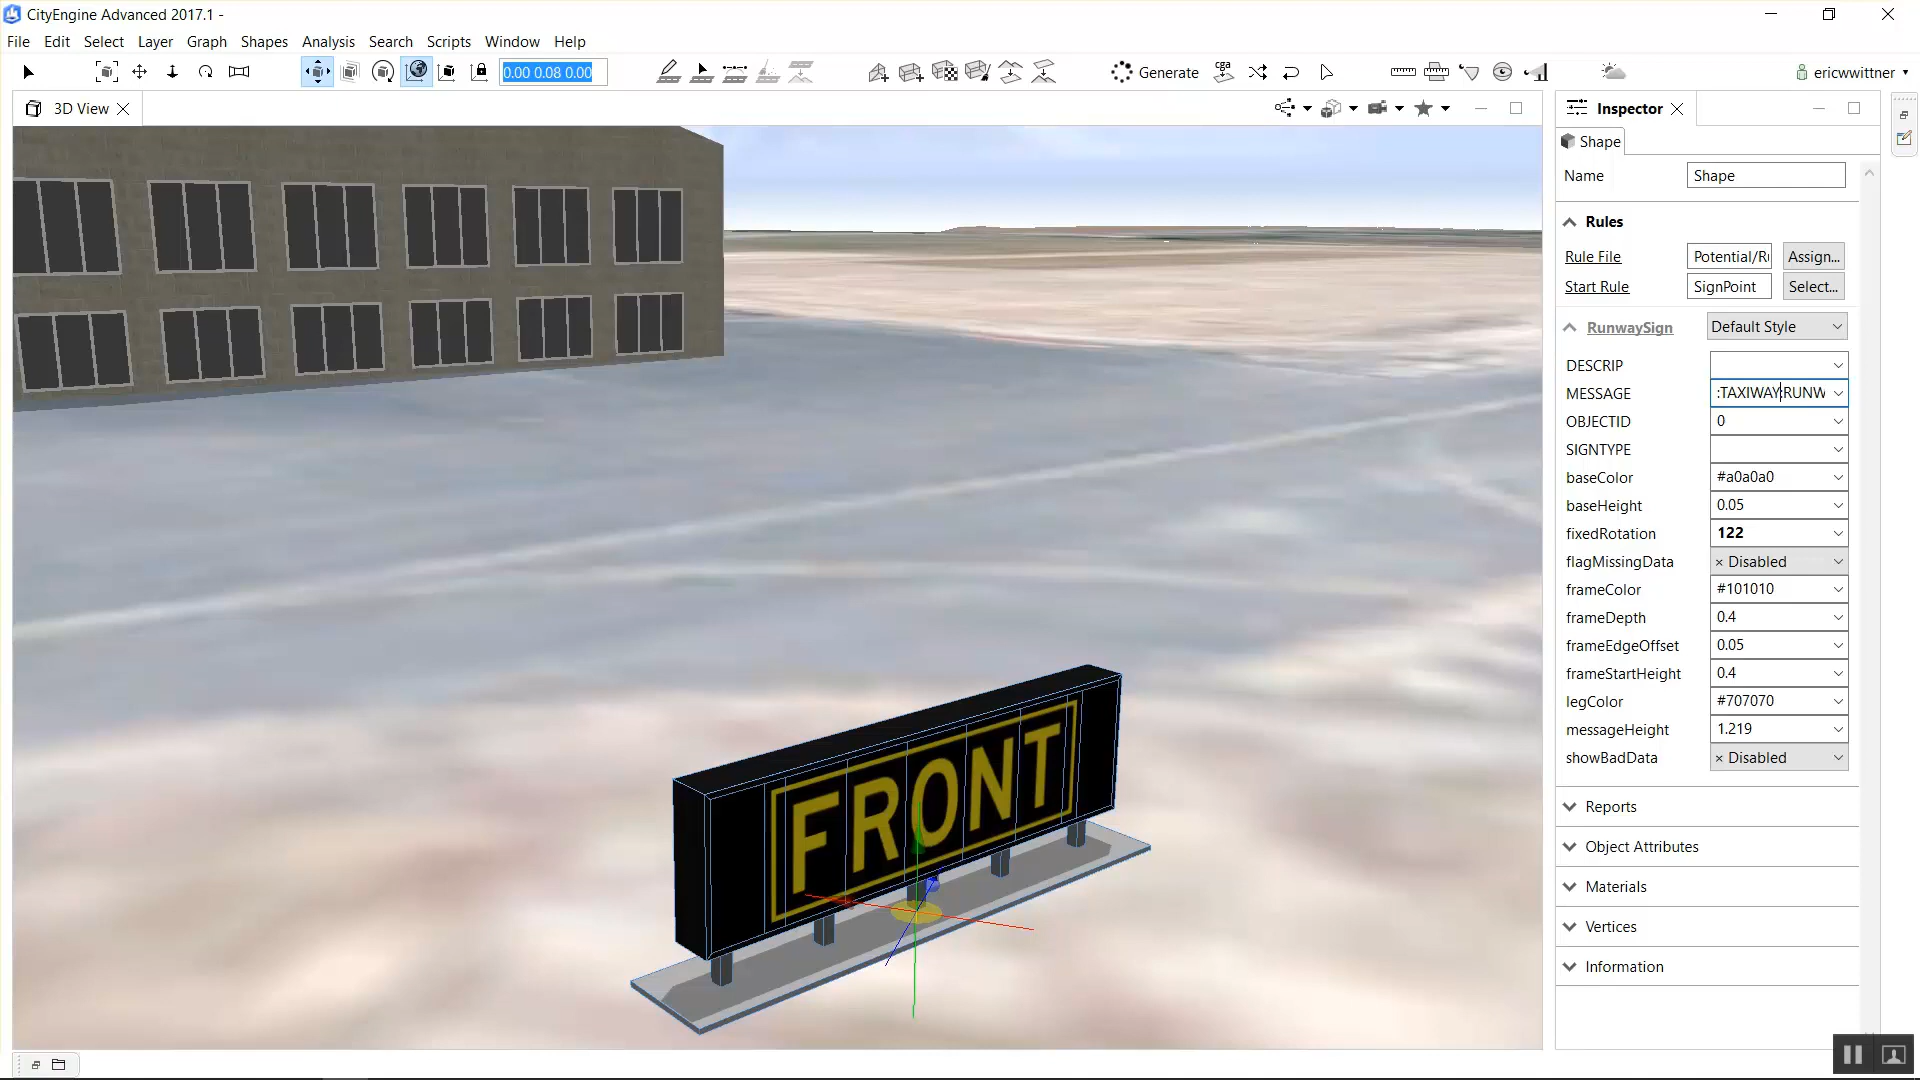 CityEngine Advanced 2017.1 -
File Edit Select Layer Graph Shapes Analysis Search Scripts Window Help
0.00 0.08 0.00
Generate
cga
ericwwittner
3D View
Inspector
Shape
Name Shape
Rules
Rule File Potential/R Assign...
Start Rule SignPoint Select...
RunwaySign Default Style
DESCRIP
MESSAGE :TAXIWAY:RUNW
OBJECTID 0
SIGNTYPE
baseColor #a0a0a0
baseHeight 0.05
fixedRotation 122
flagMissingData × Disabled
frameColor #101010
frameDepth 0.4
frameEdgeOffset 0.05
frameStartHeight 0.4
legColor #707070
messageHeight 1.219
showBadData × Disabled
Reports
Object Attributes
Materials
Vertices
Information
FRONT